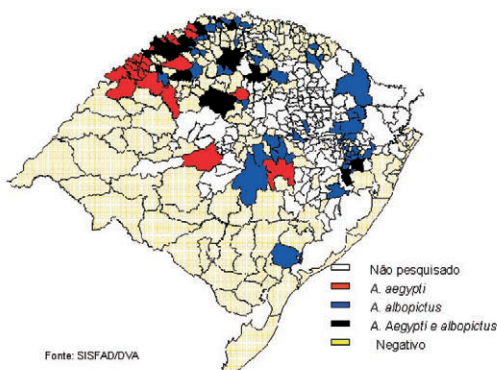 Não pesquisado
A. aegypti
A. albopictus
A. Aegypti e albopictus
Negativo
Fonte: SISFAD/DVA